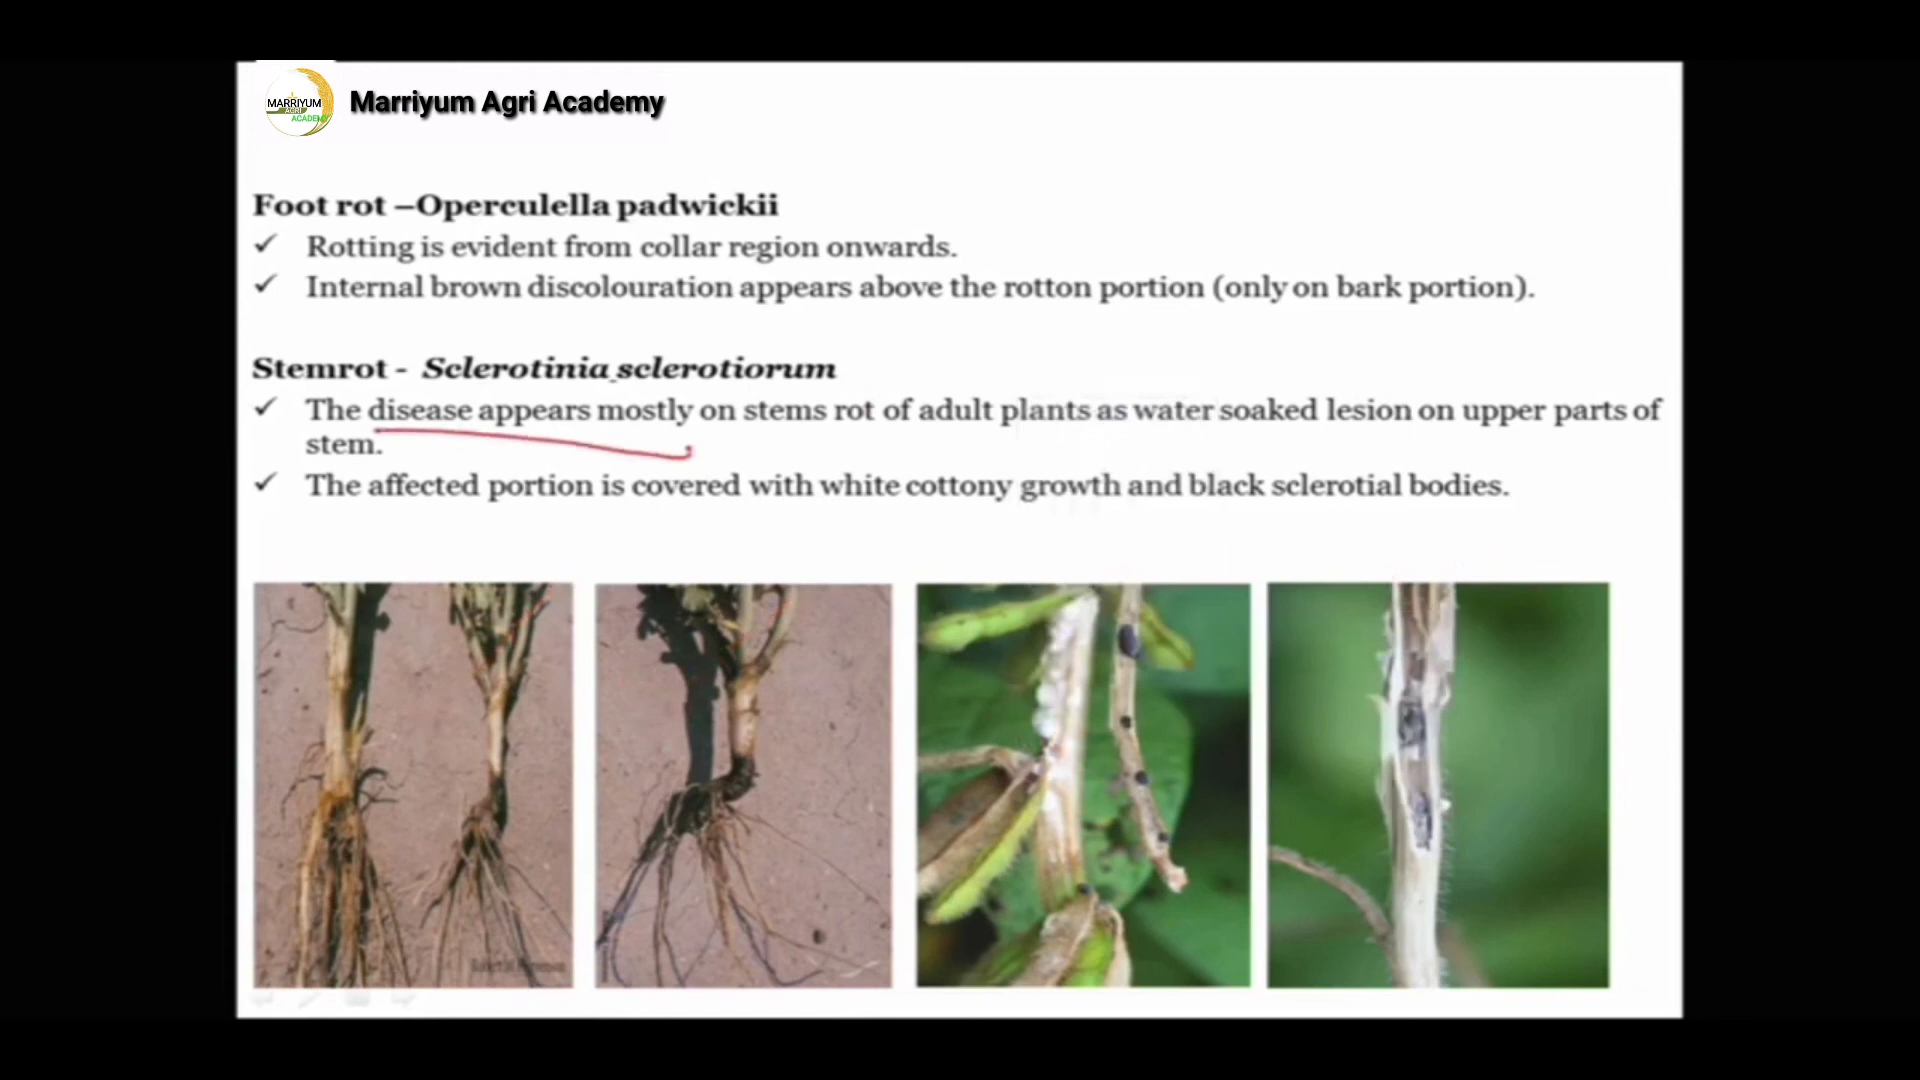 MARRIYUM
AGRI
ACADEMY
Marriyum Agri Academy
Foot rot –Operculella padwickii
✓ Rotting is evident from collar region onwards.
✓ Internal brown discolouration appears above the rotton portion (only on bark portion).
Stemrot - Sclerotinia sclerotiorum
✓ The disease appears mostly on stems rot of adult plants as water soaked lesion on upper parts of
stem.
✓ The affected portion is covered with white cottony growth and black sclerotial bodies.